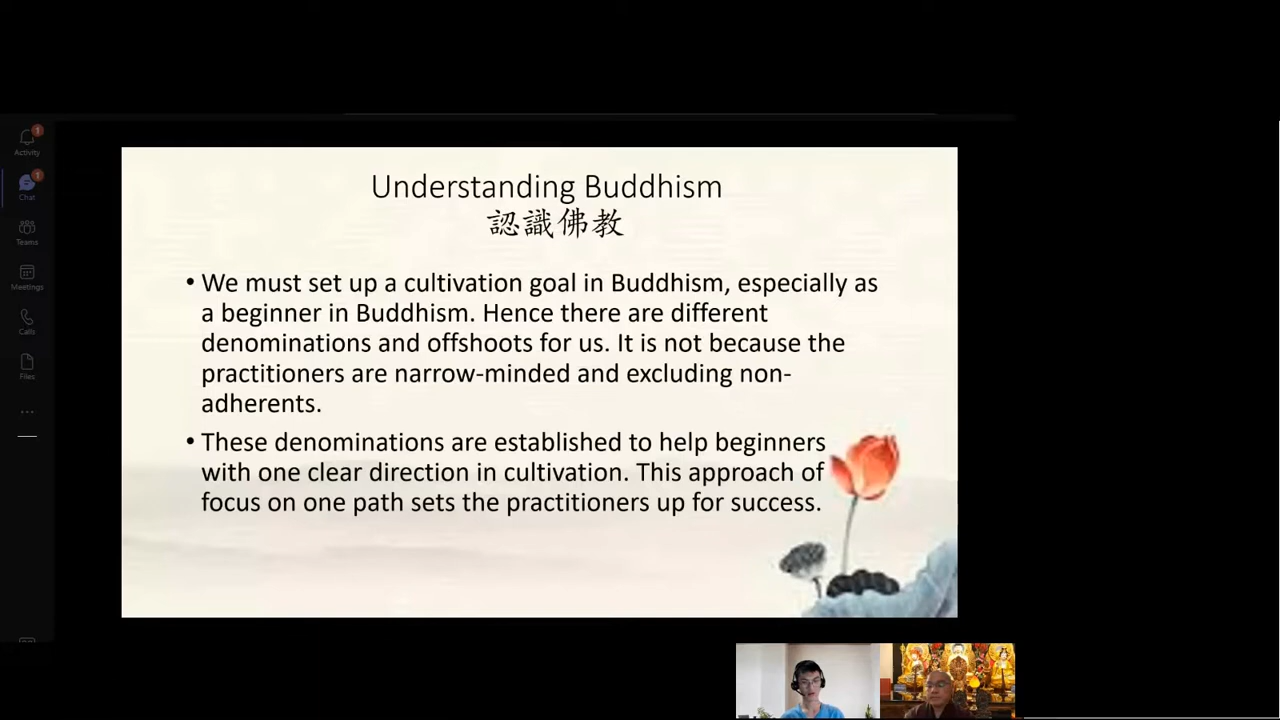 Activity
1
Chat
1
Teams
Meetings
Calls
Files
Understanding Buddhism
認識佛教
• We must set up a cultivation goal in Buddhism, especially as
a beginner in Buddhism. Hence there are different
denominations and offshoots for us. It is not because the
practitioners are narrow-minded and excluding non-
adherents.
• These denominations are established to help beginners
with one clear direction in cultivation. This approach of
focus on one path sets the practitioners up for success.